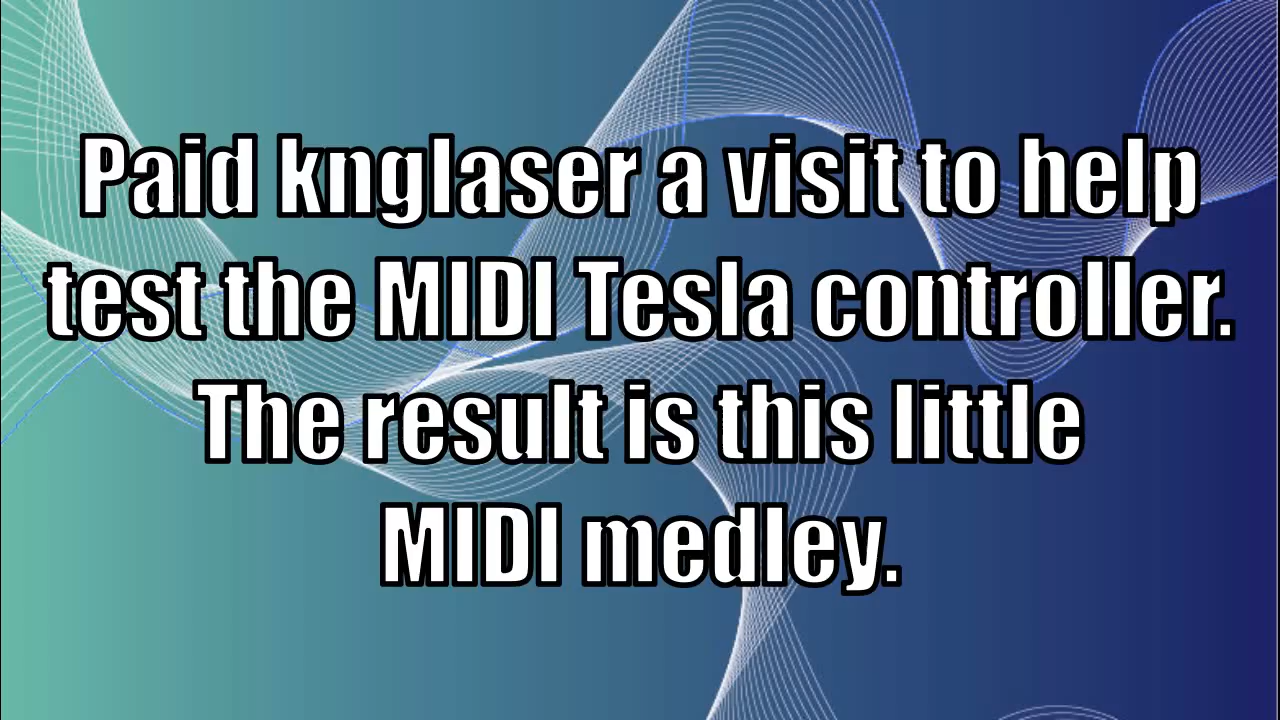 Paid knglaser a visit to help
test the MIDI Tesla controller.
The result is this little
MIDI medley.